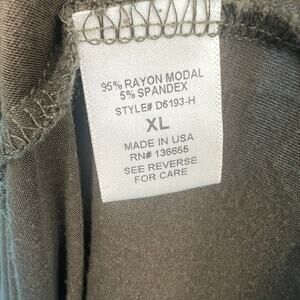 95% RAYON MODAL
5% SPANDEX
STYLE# D6193-H
XL
MADE IN USA
RN# 136655
SEE REVERSE
FOR CARE